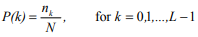 P(k) = n_k / N ,        for k = 0,1,...,L − 1